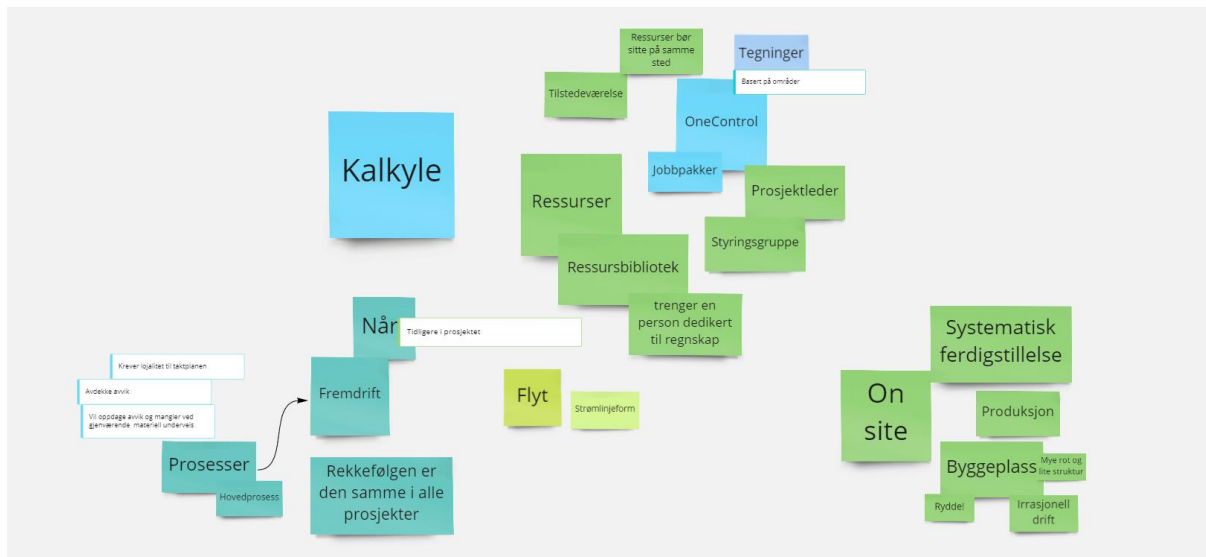 Ressurser bør
sitte på samme
sted
Tegninger
Basert på områder
Tilstedeværelse
OneControl
Kalkyle
Jobbpakker
Prosjektleder
Ressurser
Styringsgruppe
Ressursbibliotek
trenger en
person dedikert
til regnskap
Når
Tidligere i prosjektet
Systematisk
ferdigstillelse
Krever lojalitet til taktplanen
Avdekke avvik
Vil oppdage avvik og mangler ved
gjenværende materiell underveis
Fremdrift
Flyt
Strømlinjeform
On
site
Produksjon
Prosesser
Hovedprosess
Rekkefølgen er
den samme i alle
prosjekter
Byggeplass
Mye rot og
lite struktur
Rydde!
Irrasjonell
drift